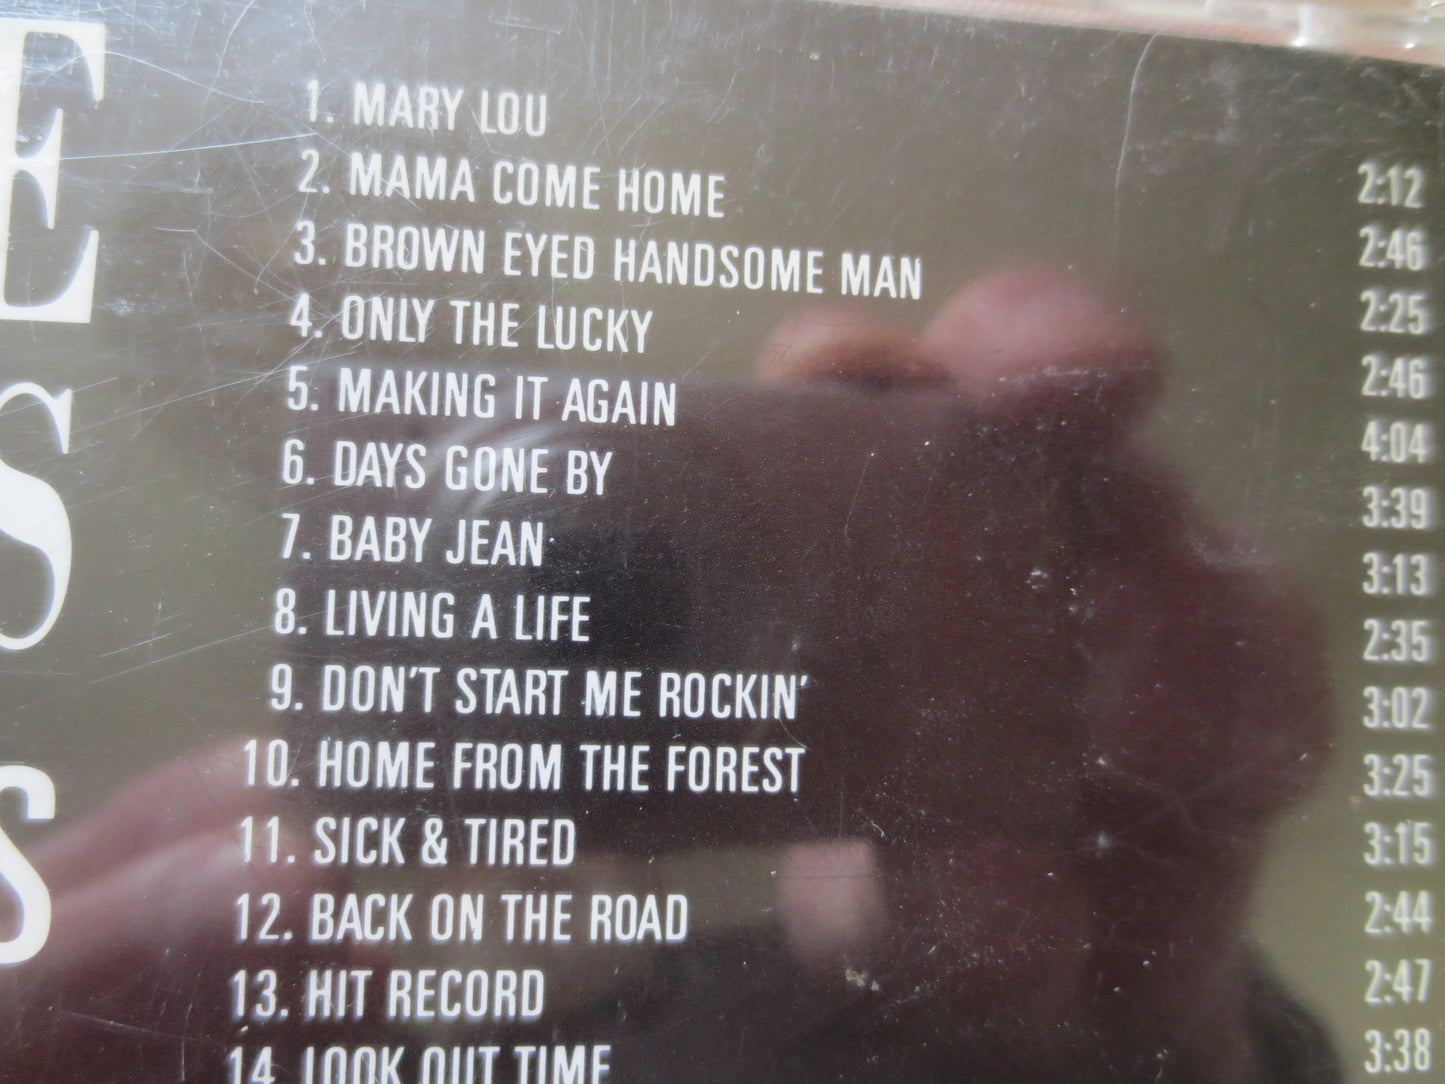 E
S
S
1. MARY LOU 2:12
2. MAMA COME HOME 2:46
3. BROWN EYED HANDSOME MAN 2:25
4. ONLY THE LUCKY 2:46
5. MAKING IT AGAIN 4:04
6. DAYS GONE BY 3:39
7. BABY JEAN 3:13
8. LIVING A LIFE 2:35
9. DON'T START ME ROCKIN' 3:02
10. HOME FROM THE FOREST 3:25
11. SICK & TIRED 3:15
12. BACK ON THE ROAD 2:44
13. HIT RECORD 2:47
14. LOOK OUT TIME 3:38